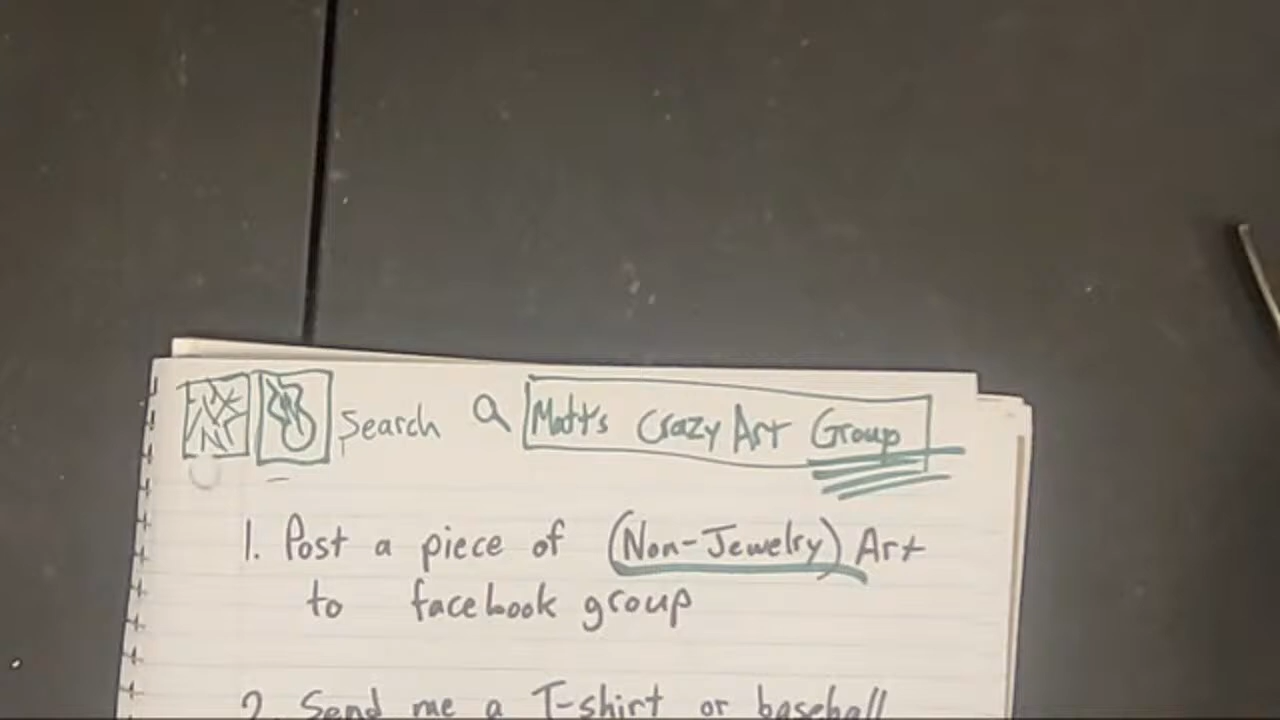 Search Matt's Crazy Art Group
1. Post a piece of (Non-Jewelry) Art
to facebook group
2. Send me a T-shirt or baseball